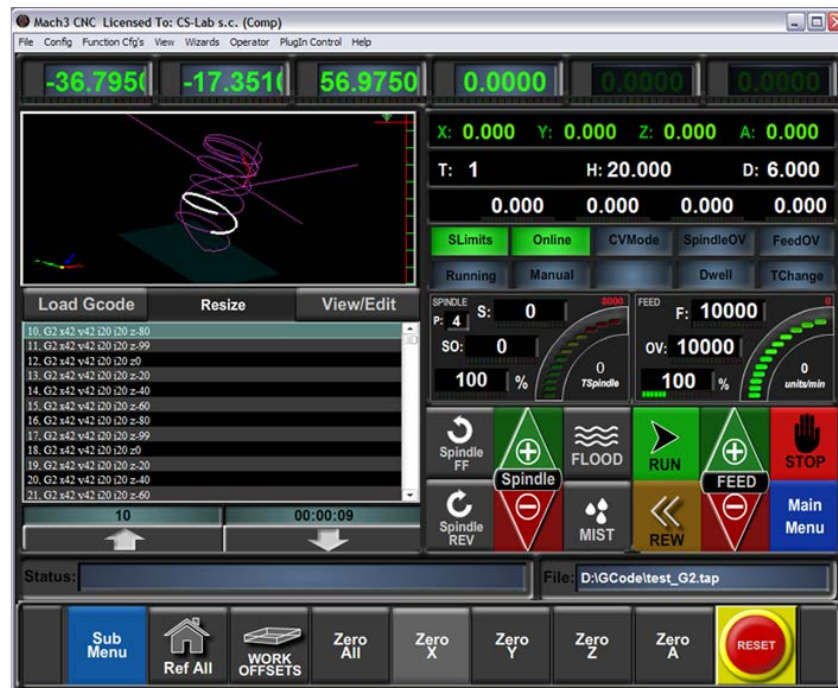 Mach3 CNC Licensed To: CS-Lab s.c. (Comp)
File Config Function Cfg's View Wizards Operator PlugIn Control Help
-36.7950 -17.3510 56.9750 0.0000 0.0000 0.0000
X: 0.000 Y: 0.000 Z: 0.000 A: 0.000
T: 1 H: 20.000 D: 6.000
0.000 0.000 0.000 0.000
SLimits Online CVMode SpindleOV FeedOV
Running Manual Dwell TChange
Load Gcode Resize View/Edit
10, G2 x42 y42 i20 j20 z-80
11, G2 x42 y42 i20 j20 z-99
12, G2 x42 y42 i20 j20 z0
13, G2 x42 y42 i20 j20 z-20
14, G2 x42 y42 i20 j20 z-40
15, G2 x42 y42 i20 j20 z-60
16, G2 x42 y42 i20 j20 z-80
17, G2 x42 y42 i20 j20 z-99
18, G2 x42 y42 i20 j20 z0
19, G2 x42 y42 i20 j20 z-20
20, G2 x42 y42 i20 j20 z-40
21, G2 x42 y42 i20 j20 z-60
10 00:00:09
SPINDLE 8000
P: 4 S: 0
SO: 0
100 %
0
TSpindle
FEED 0
F: 10000
OV: 10000
100 %
0
units/min
Spindle FF
Spindle
FLOOD
RUN
FEED
STOP
Spindle REV
MIST
REW
Main Menu
Status:
File: D:\GCode\test_G2.tap
Sub Menu
Ref All
WORK OFFSETS
Zero All
Zero X
Zero Y
Zero Z
Zero A
RESET